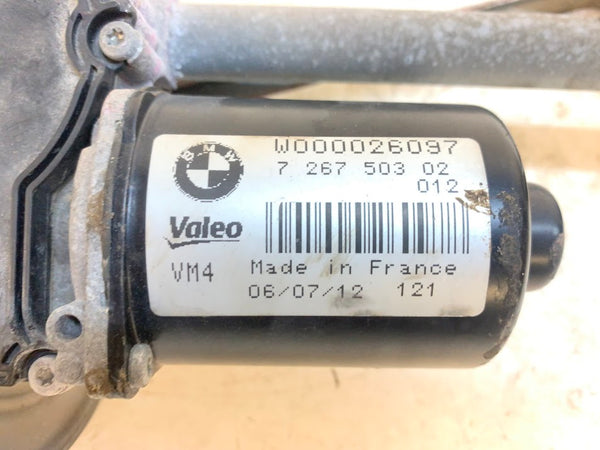 BMW
W000026097
7 267 503 02
012
Valeo
VM4
Made in France
06/07/12 121